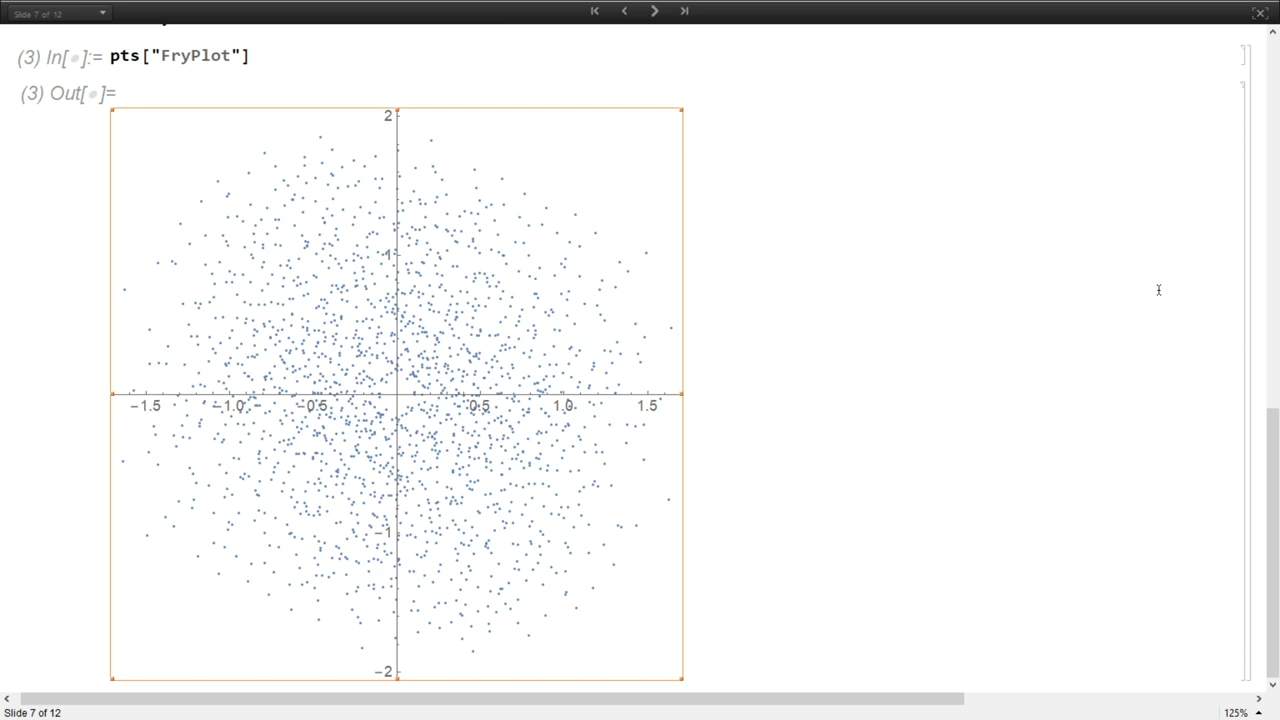 Slide 7 of 12
(3) In[ ]:= pts["FryPlot"]
(3) Out[ ]=
2
1
−1.5 −1.0 −0.5 0.5 1.0 1.5
−1
−2
Slide 7 of 12 125%